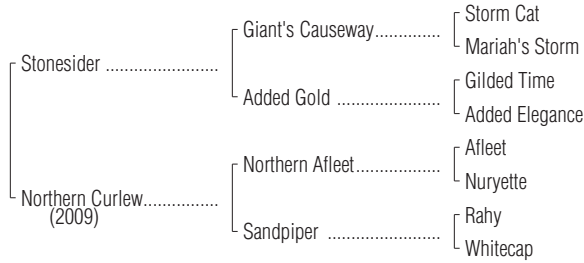 Storm Cat
Giant's Causeway..............
Mariah's Storm
Stonesider ........................
Gilded Time
Added Gold ......................
Added Elegance
Afleet
Northern Afleet..................
Nuryette
Northern Curlew................
(2009)
Rahy
Sandpiper .........................
Whitecap